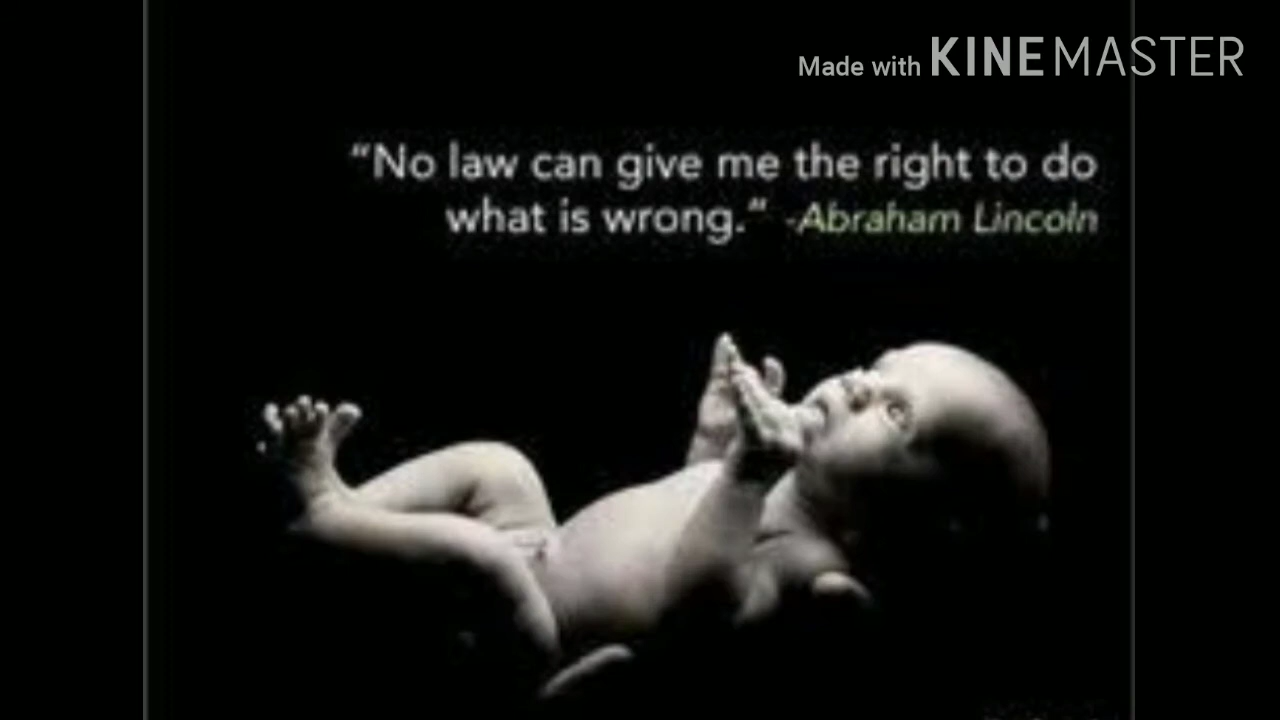 Made with KINEMASTER
“No law can give me the right to do
what is wrong.“ -Abraham Lincoln